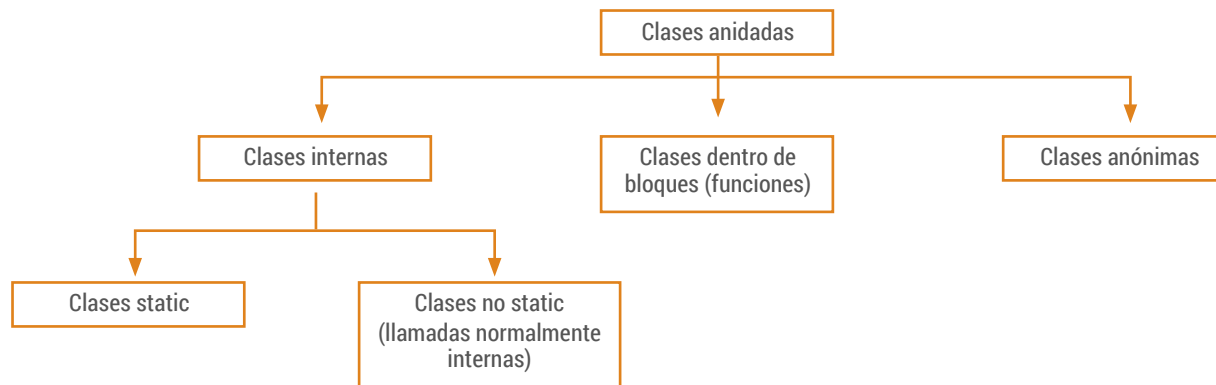 Clases anidadas
Clases internas
Clases dentro de
bloques (funciones)
Clases anónimas
Clases static
Clases no static
(llamadas normalmente
internas)